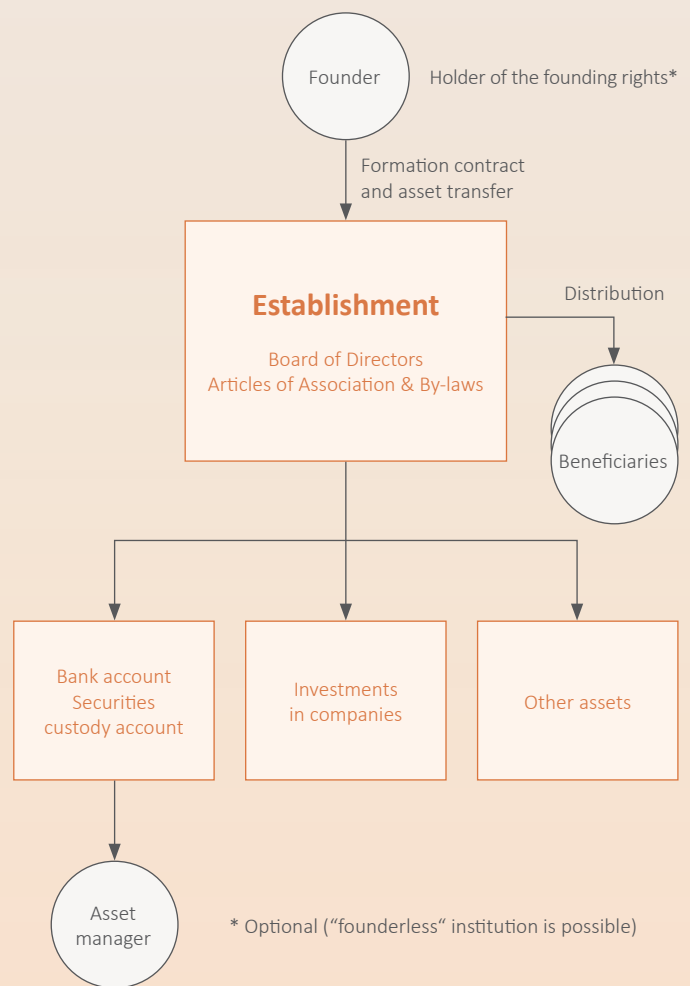 Founder
Holder of the founding rights*
Formation contract
and asset transfer
Establishment
Board of Directors
Articles of Association & By-laws
Distribution
Beneficiaries
Bank account
Securities
custody account
Investments
in companies
Other assets
Asset
manager
* Optional (“founderless“ institution is possible)